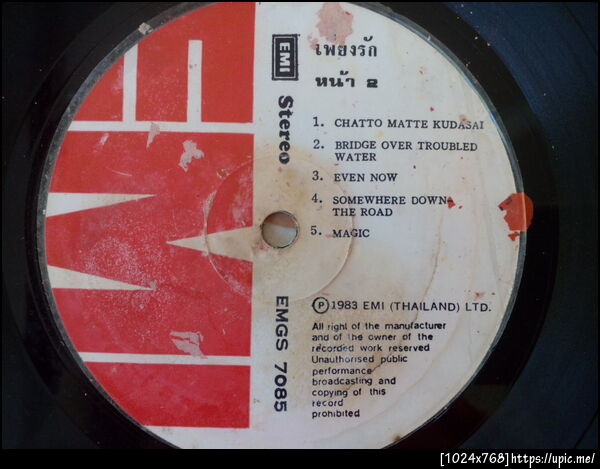 เพียงรัก
หน้า 2
EMI
Stereo
1. CHATTO MATTE KUDASAI
2. BRIDGE OVER TROUBLED
WATER
3. EVEN NOW
4. SOMEWHERE DOWN
THE ROAD
5. MAGIC
EMGS 7085
Ⓟ 1983 EMI (THAILAND) LTD.
All right of the manufacturer
and of the owner of the
recorded work reserved
Unauthorised public
performance
broadcasting and
copying of this
record
prohibited
EMI
[1024x768]https://upic.me/